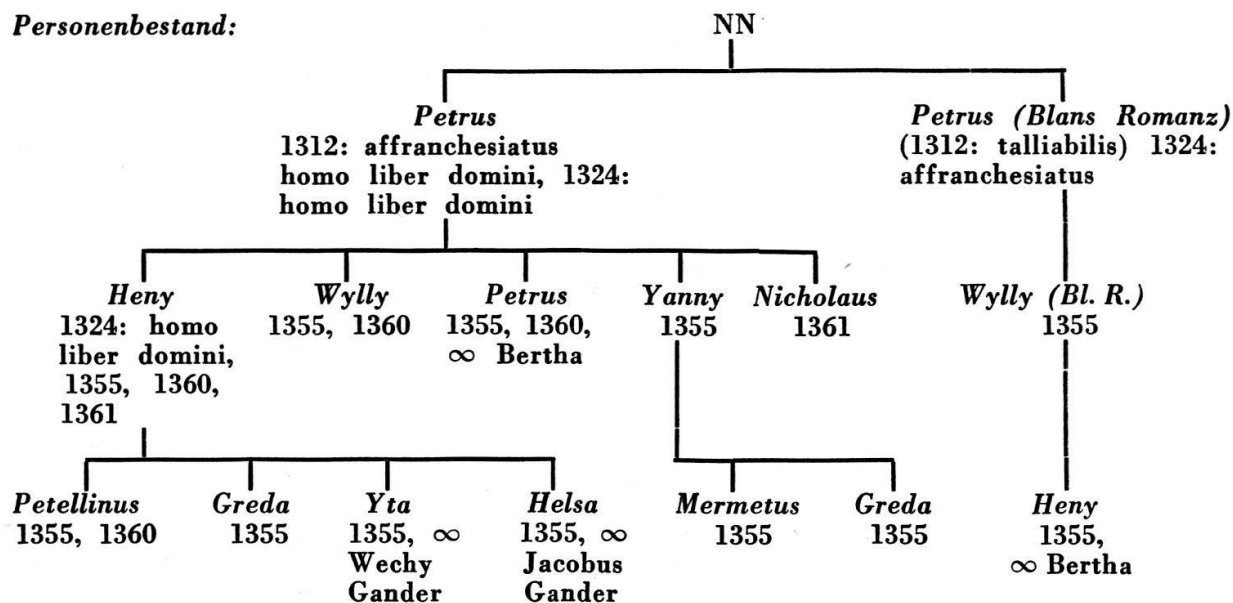 Personenbestand:
NN
Petrus
1312: affranchesiatus
homo liber domini, 1324:
homo liber domini
Petrus (Blans Romanz)
(1312: talliabilis) 1324:
affranchesiatus
Heny
1324: homo
liber domini,
1355, 1360,
1361
Wylly
1355, 1360
Petrus
1355, 1360,
∞ Bertha
Yanny
1355
Nicholaus
1361
Wylly (Bl. R.)
1355
Petellinus
1355, 1360
Greda
1355
Yta
1355, ∞
Wechy
Gander
Helsa
1355, ∞
Jacobus
Gander
Mermetus
1355
Greda
1355
Heny
1355,
∞ Bertha